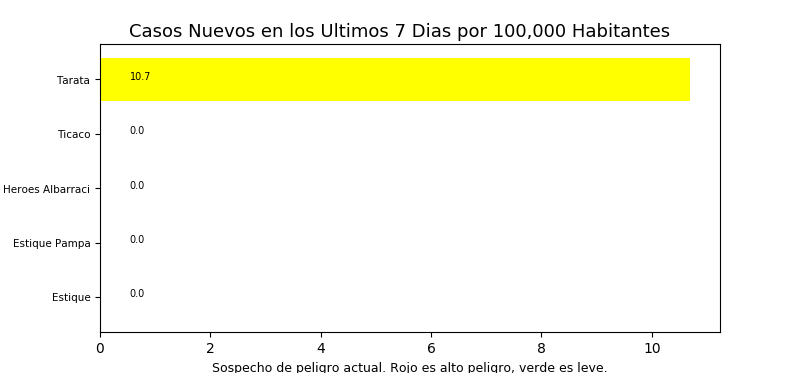 Casos Nuevos en los Ultimos 7 Dias por 100,000 Habitantes
Tarata
10.7
Ticaco
0.0
Heroes Albarraci
0.0
Estique Pampa
0.0
Estique
0.0
0 2 4 6 8 10
Sospecho de peligro actual. Rojo es alto peligro, verde es leve.